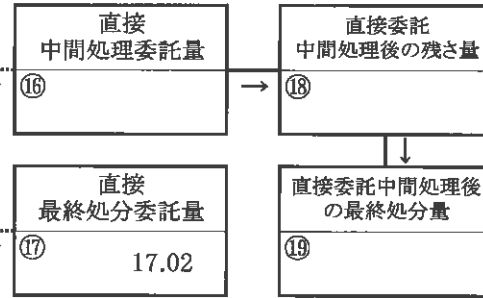 直接
中間処理委託量
⑯
→
直接委託
中間処理後の残さ量
⑱
↓
直接
最終処分委託量
⑰
17.02
直接委託中間処理後
の最終処分量
⑲